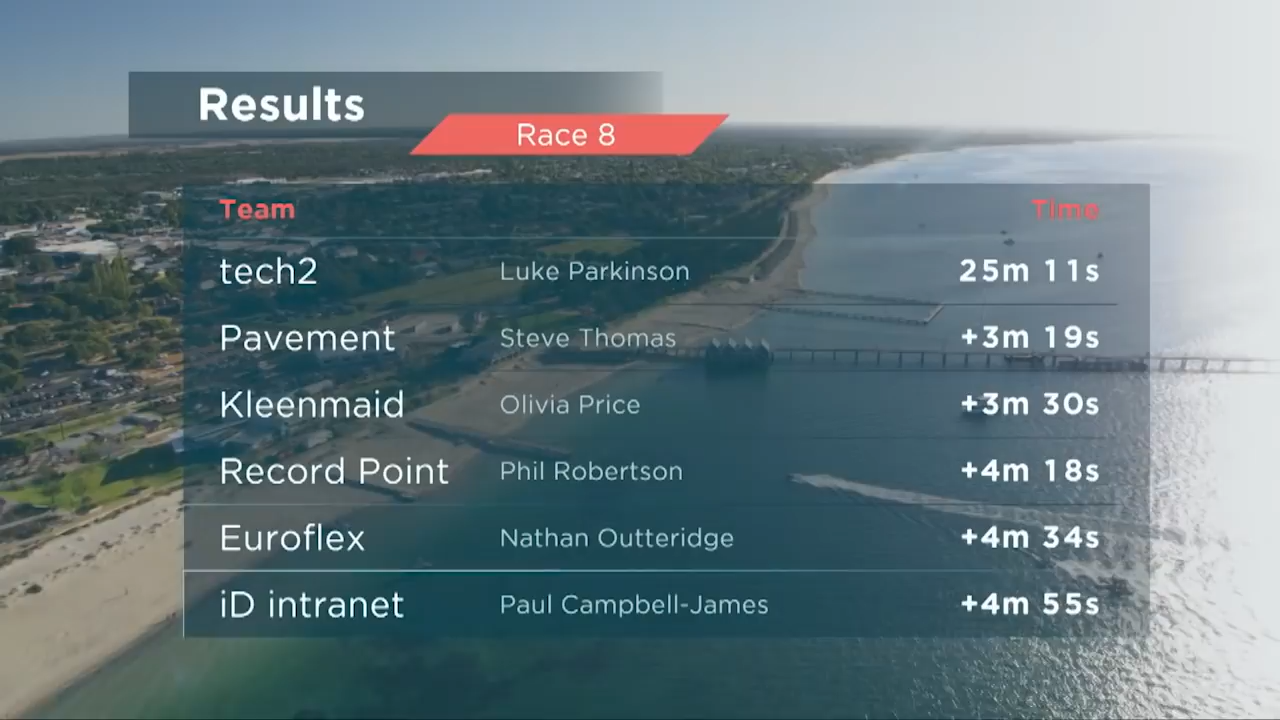 Results
Race 8
Team Time
tech2 Luke Parkinson 25m 11s
Pavement Steve Thomas +3m 19s
Kleenmaid Olivia Price +3m 30s
Record Point Phil Robertson +4m 18s
Euroflex Nathan Outteridge +4m 34s
iD intranet Paul Campbell-James +4m 55s